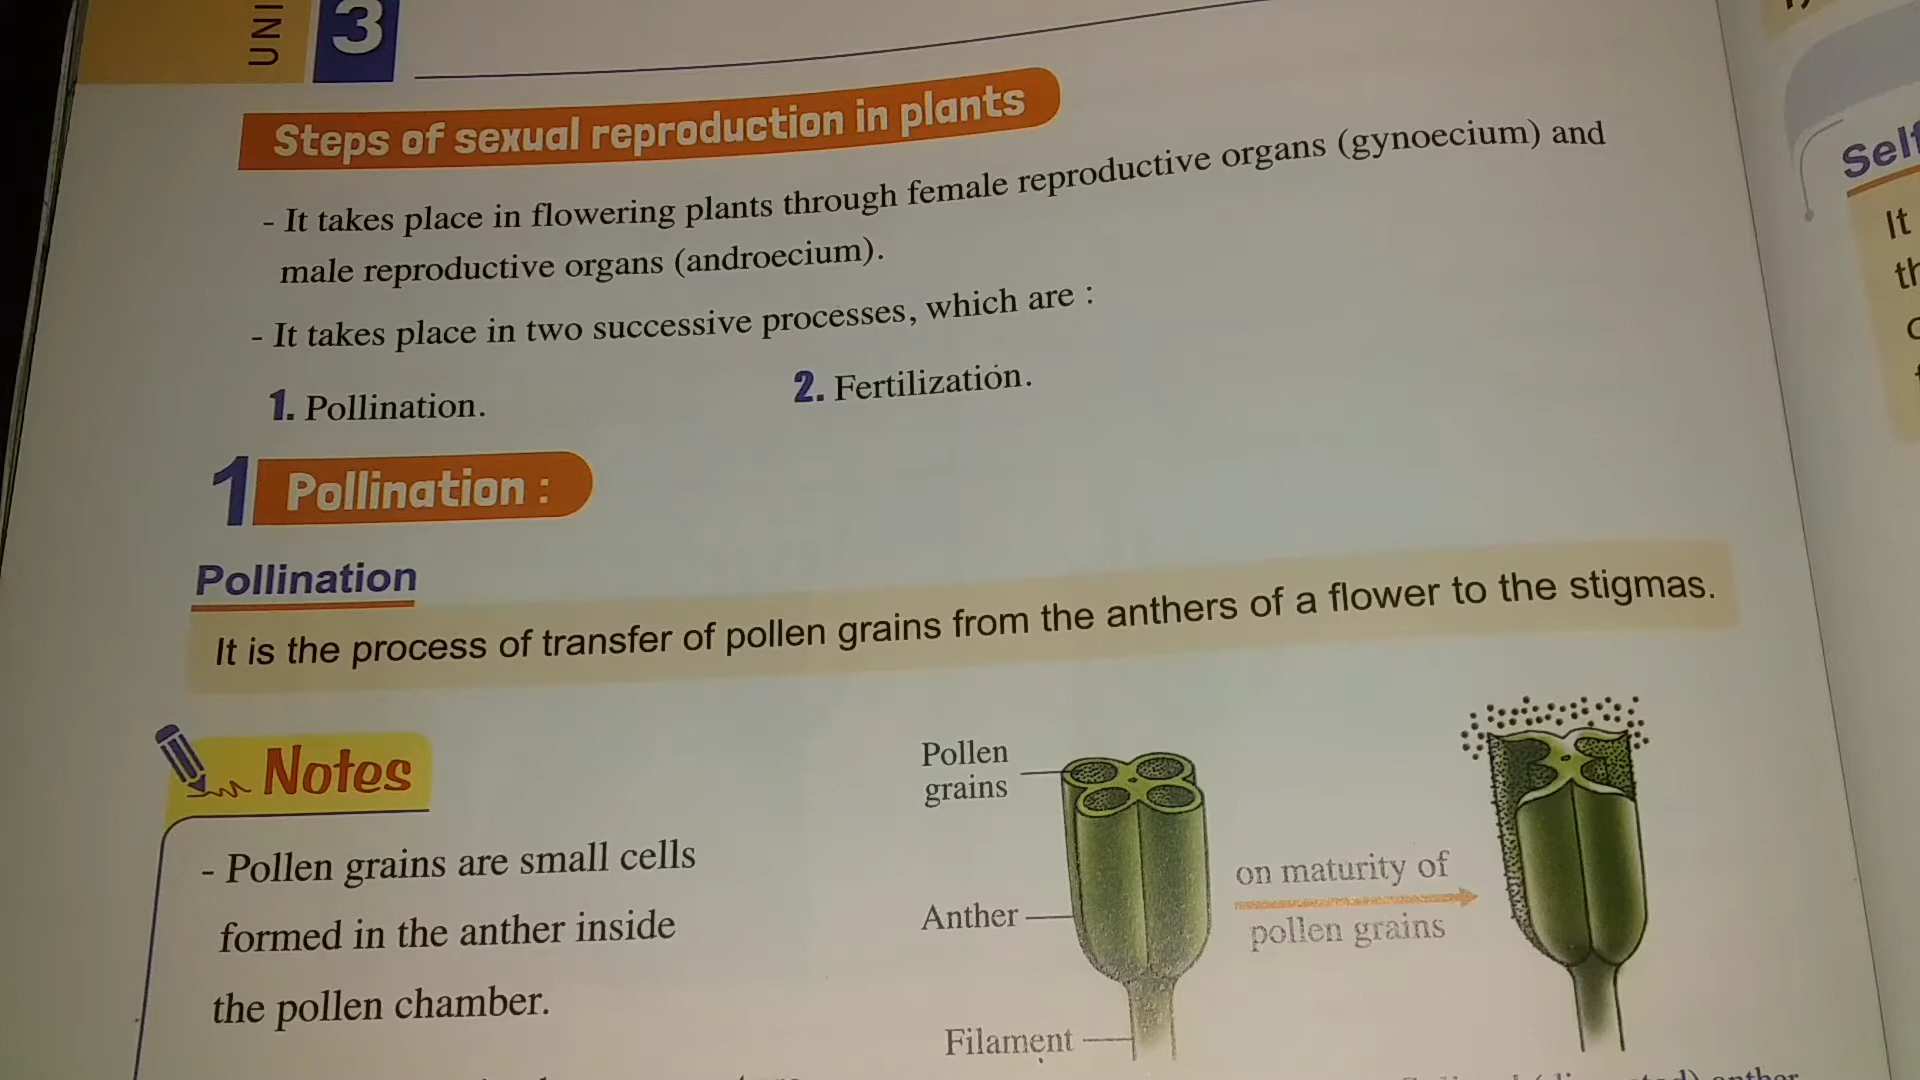 UNI
3
Steps of sexual reproduction in plants
- It takes place in flowering plants through female reproductive organs (gynoecium) and
male reproductive organs (androecium).
- It takes place in two successive processes, which are :
1. Pollination.
2. Fertilization.
1 Pollination :
Pollination
It is the process of transfer of pollen grains from the anthers of a flower to the stigmas.
Notes
- Pollen grains are small cells
formed in the anther inside
the pollen chamber.
Pollen
grains
Anther
Filament
on maturity of
pollen grains
anther
Self
It